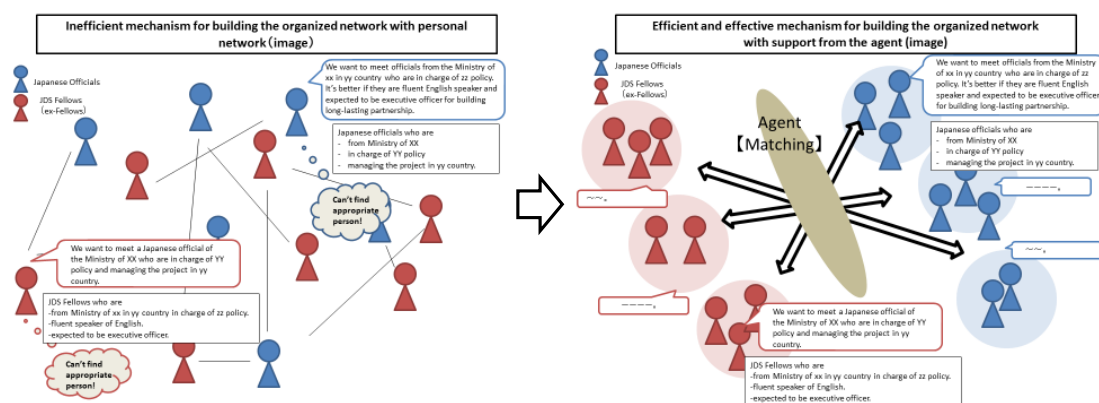 Inefficient mechanism for building the organized network with personal
network (image)
Japanese Officials
JDS Fellows
(ex-Fellows)
We want to meet officials from the Ministry of
xx in yy country who are in charge of zz
policy. It's better if they are fluent English
speaker and expected to be executive officer for building
long-lasting partnership.
Japanese officials who are
- from Ministry of XX
- in charge of YY policy
- managing the project in yy country.
Can't find
appropriate
person!
We want to meet a Japanese official of
the Ministry of XX who are in charge of YY
policy and managing the project in yy
country.
JDS Fellows who are
-from Ministry of xx in yy country in charge of zz policy.
-fluent speaker of English.
-expected to be executive officer.
Can't find
appropriate
person!
Efficient and effective mechanism for building the organized network
with support from the agent (image)
Japanese Officials
JDS Fellows
(ex-Fellows)
We want to meet officials from the Ministry
of xx in yy country who are in charge of zz
policy. It's better if they are fluent English
speaker and expected to be executive officer
for building long-lasting partnership.
Agent
【Matching】
Japanese officials who are
- from Ministry of XX
- in charge of YY policy
- managing the project in yy country.
~~。
————。
————。
~~。
We want to meet a Japanese official of
the Ministry of XX who are in charge of YY
policy and managing the project in yy
country.
JDS Fellows who are
-from Ministry of xx in yy country in charge of zz policy.
-fluent speaker of English.
-expected to be executive officer.